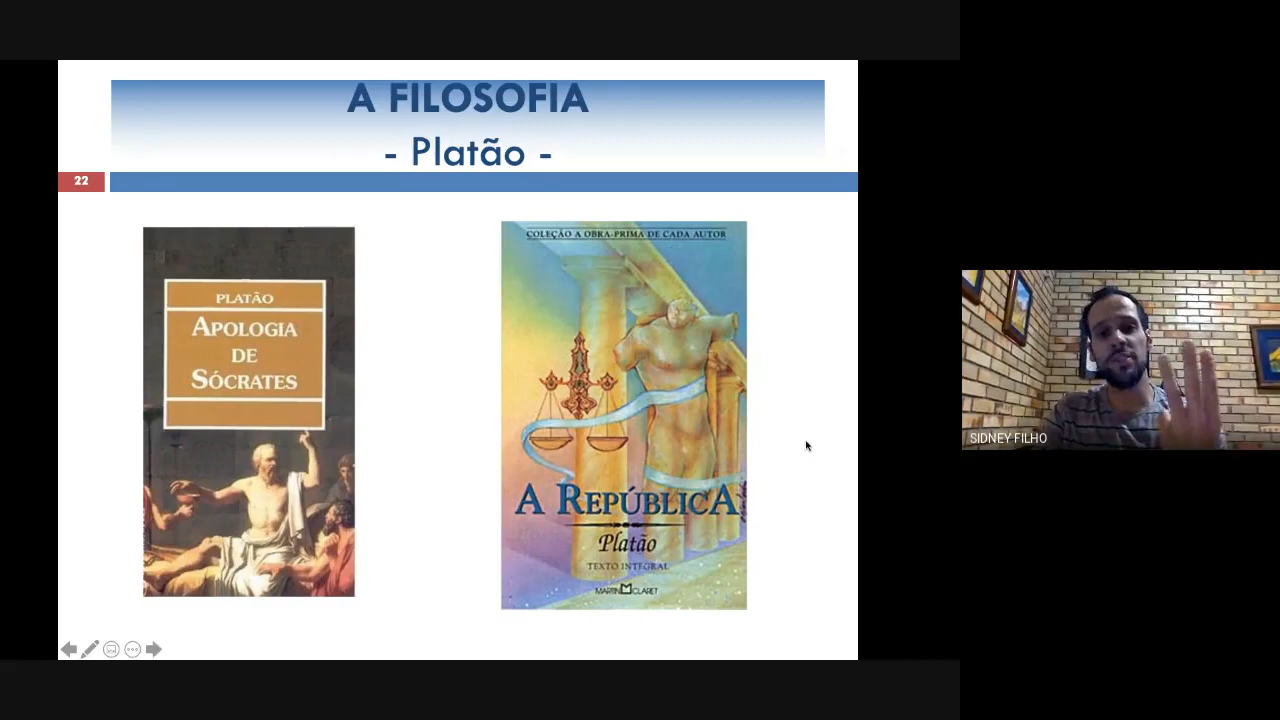 A FILOSOFIA
- Platão -
22
PLATÃO
APOLOGIA
DE
SÓCRATES
COLEÇÃO A OBRA-PRIMA DE CADA AUTOR
A REPÚBLICA
Platão
TEXTO INTEGRAL
MARTIN CLARET
SIDNEY FILHO